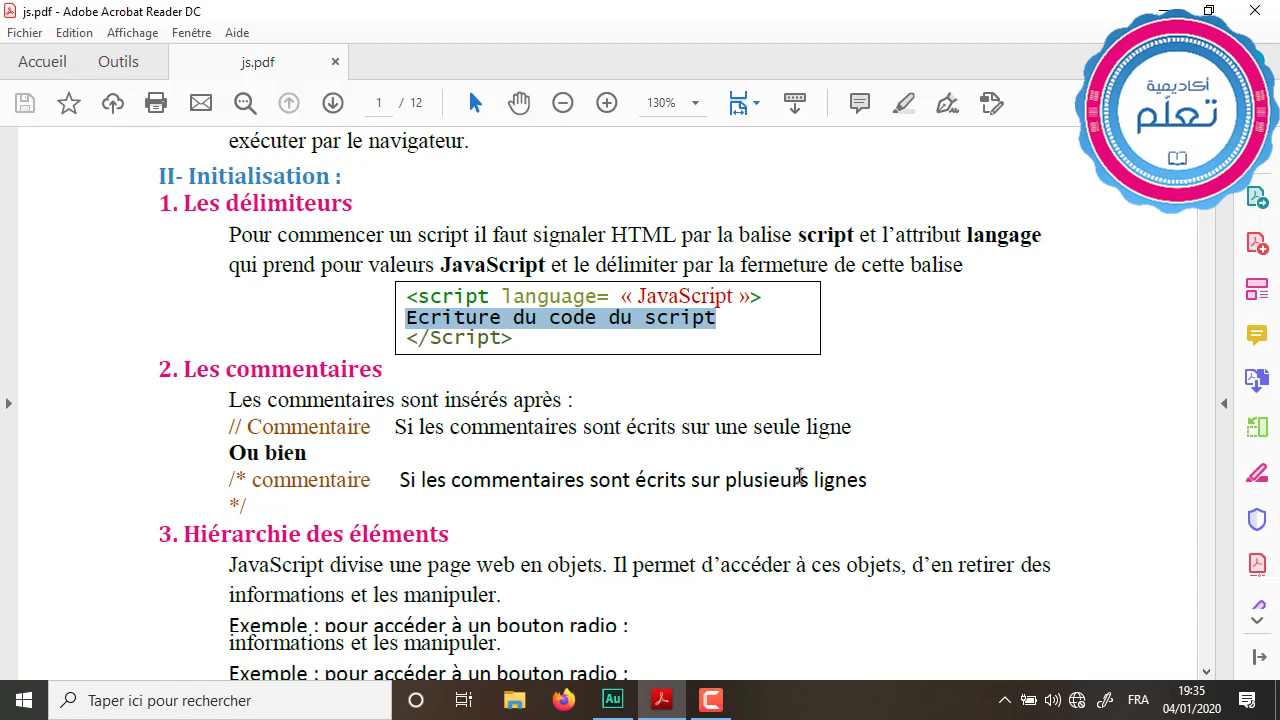 js.pdf - Adobe Acrobat Reader DC
Fichier Edition Affichage Fenêtre Aide
Accueil Outils js.pdf ×
1 / 12 130%
أكاديمية
تعلّم
exécuter par le navigateur.
II- Initialisation :
1. Les délimiteurs
Pour commencer un script il faut signaler HTML par la balise script et l’attribut langage
qui prend pour valeurs JavaScript et le délimiter par la fermeture de cette balise
<script language= « JavaScript »>
Ecriture du code du script
</Script>
2. Les commentaires
Les commentaires sont insérés après :
// Commentaire Si les commentaires sont écrits sur une seule ligne
Ou bien
/* commentaire Si les commentaires sont écrits sur plusieurs lignes
*/
3. Hiérarchie des éléments
JavaScript divise une page web en objets. Il permet d’accéder à ces objets, d’en retirer des
informations et les manipuler.
Exemple : pour accéder à un bouton radio :
informations et les manipuler.
Exemple : pour accéder à un bouton radio :
Taper ici pour rechercher Au FRA 19:35
04/01/2020